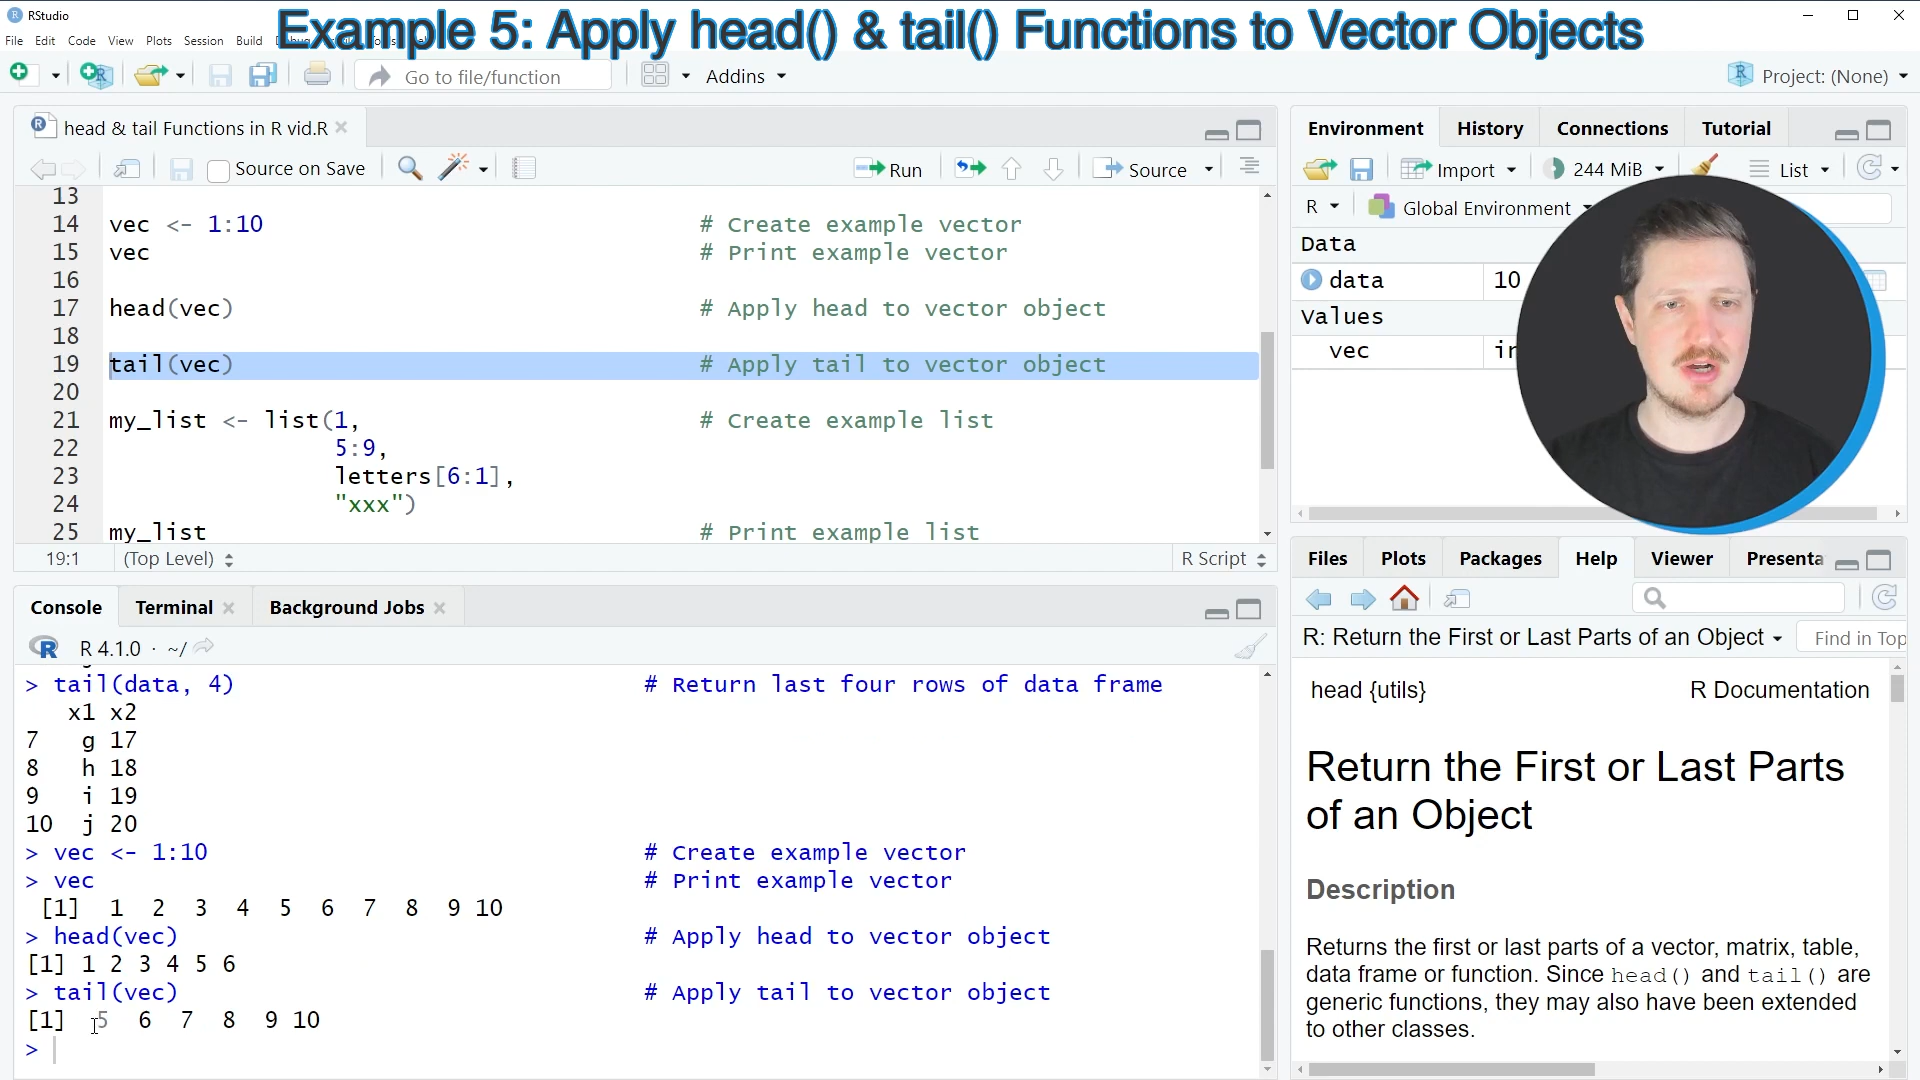 RStudio
Example 5: Apply head() & tail() Functions to Vector Objects
File Edit Code View Plots Session Build
Go to file/function
Addins
Project: (None)
head & tail Functions in R vid.R
Source on Save
Run
Source
13
14 vec <- 1:10 # Create example vector
15 vec # Print example vector
16
17 head(vec) # Apply head to vector object
18
19 tail(vec) # Apply tail to vector object
20
21 my_list <- list(1, # Create example list
22 5:9,
23 letters[6:1],
24 "xxx")
25 my_list # Print example list
19:1 (Top Level) R Script
Console Terminal Background Jobs
R 4.1.0 · ~/
> tail(data, 4) # Return last four rows of data frame
x1 x2
7 g 17
8 h 18
9 i 19
10 j 20
> vec <- 1:10 # Create example vector
> vec # Print example vector
[1] 1 2 3 4 5 6 7 8 9 10
> head(vec) # Apply head to vector object
[1] 1 2 3 4 5 6
> tail(vec) # Apply tail to vector object
[1] 5 6 7 8 9 10
>
Environment History Connections Tutorial
Import 244 MiB List
R Global Environment
Data
data 10
Values
vec
Files Plots Packages Help Viewer Presenta
R: Return the First or Last Parts of an Object Find in Top
head {utils} R Documentation
Return the First or Last Parts
of an Object
Description
Returns the first or last parts of a vector, matrix, table,
data frame or function. Since head() and tail() are
generic functions, they may also have been extended
to other classes.